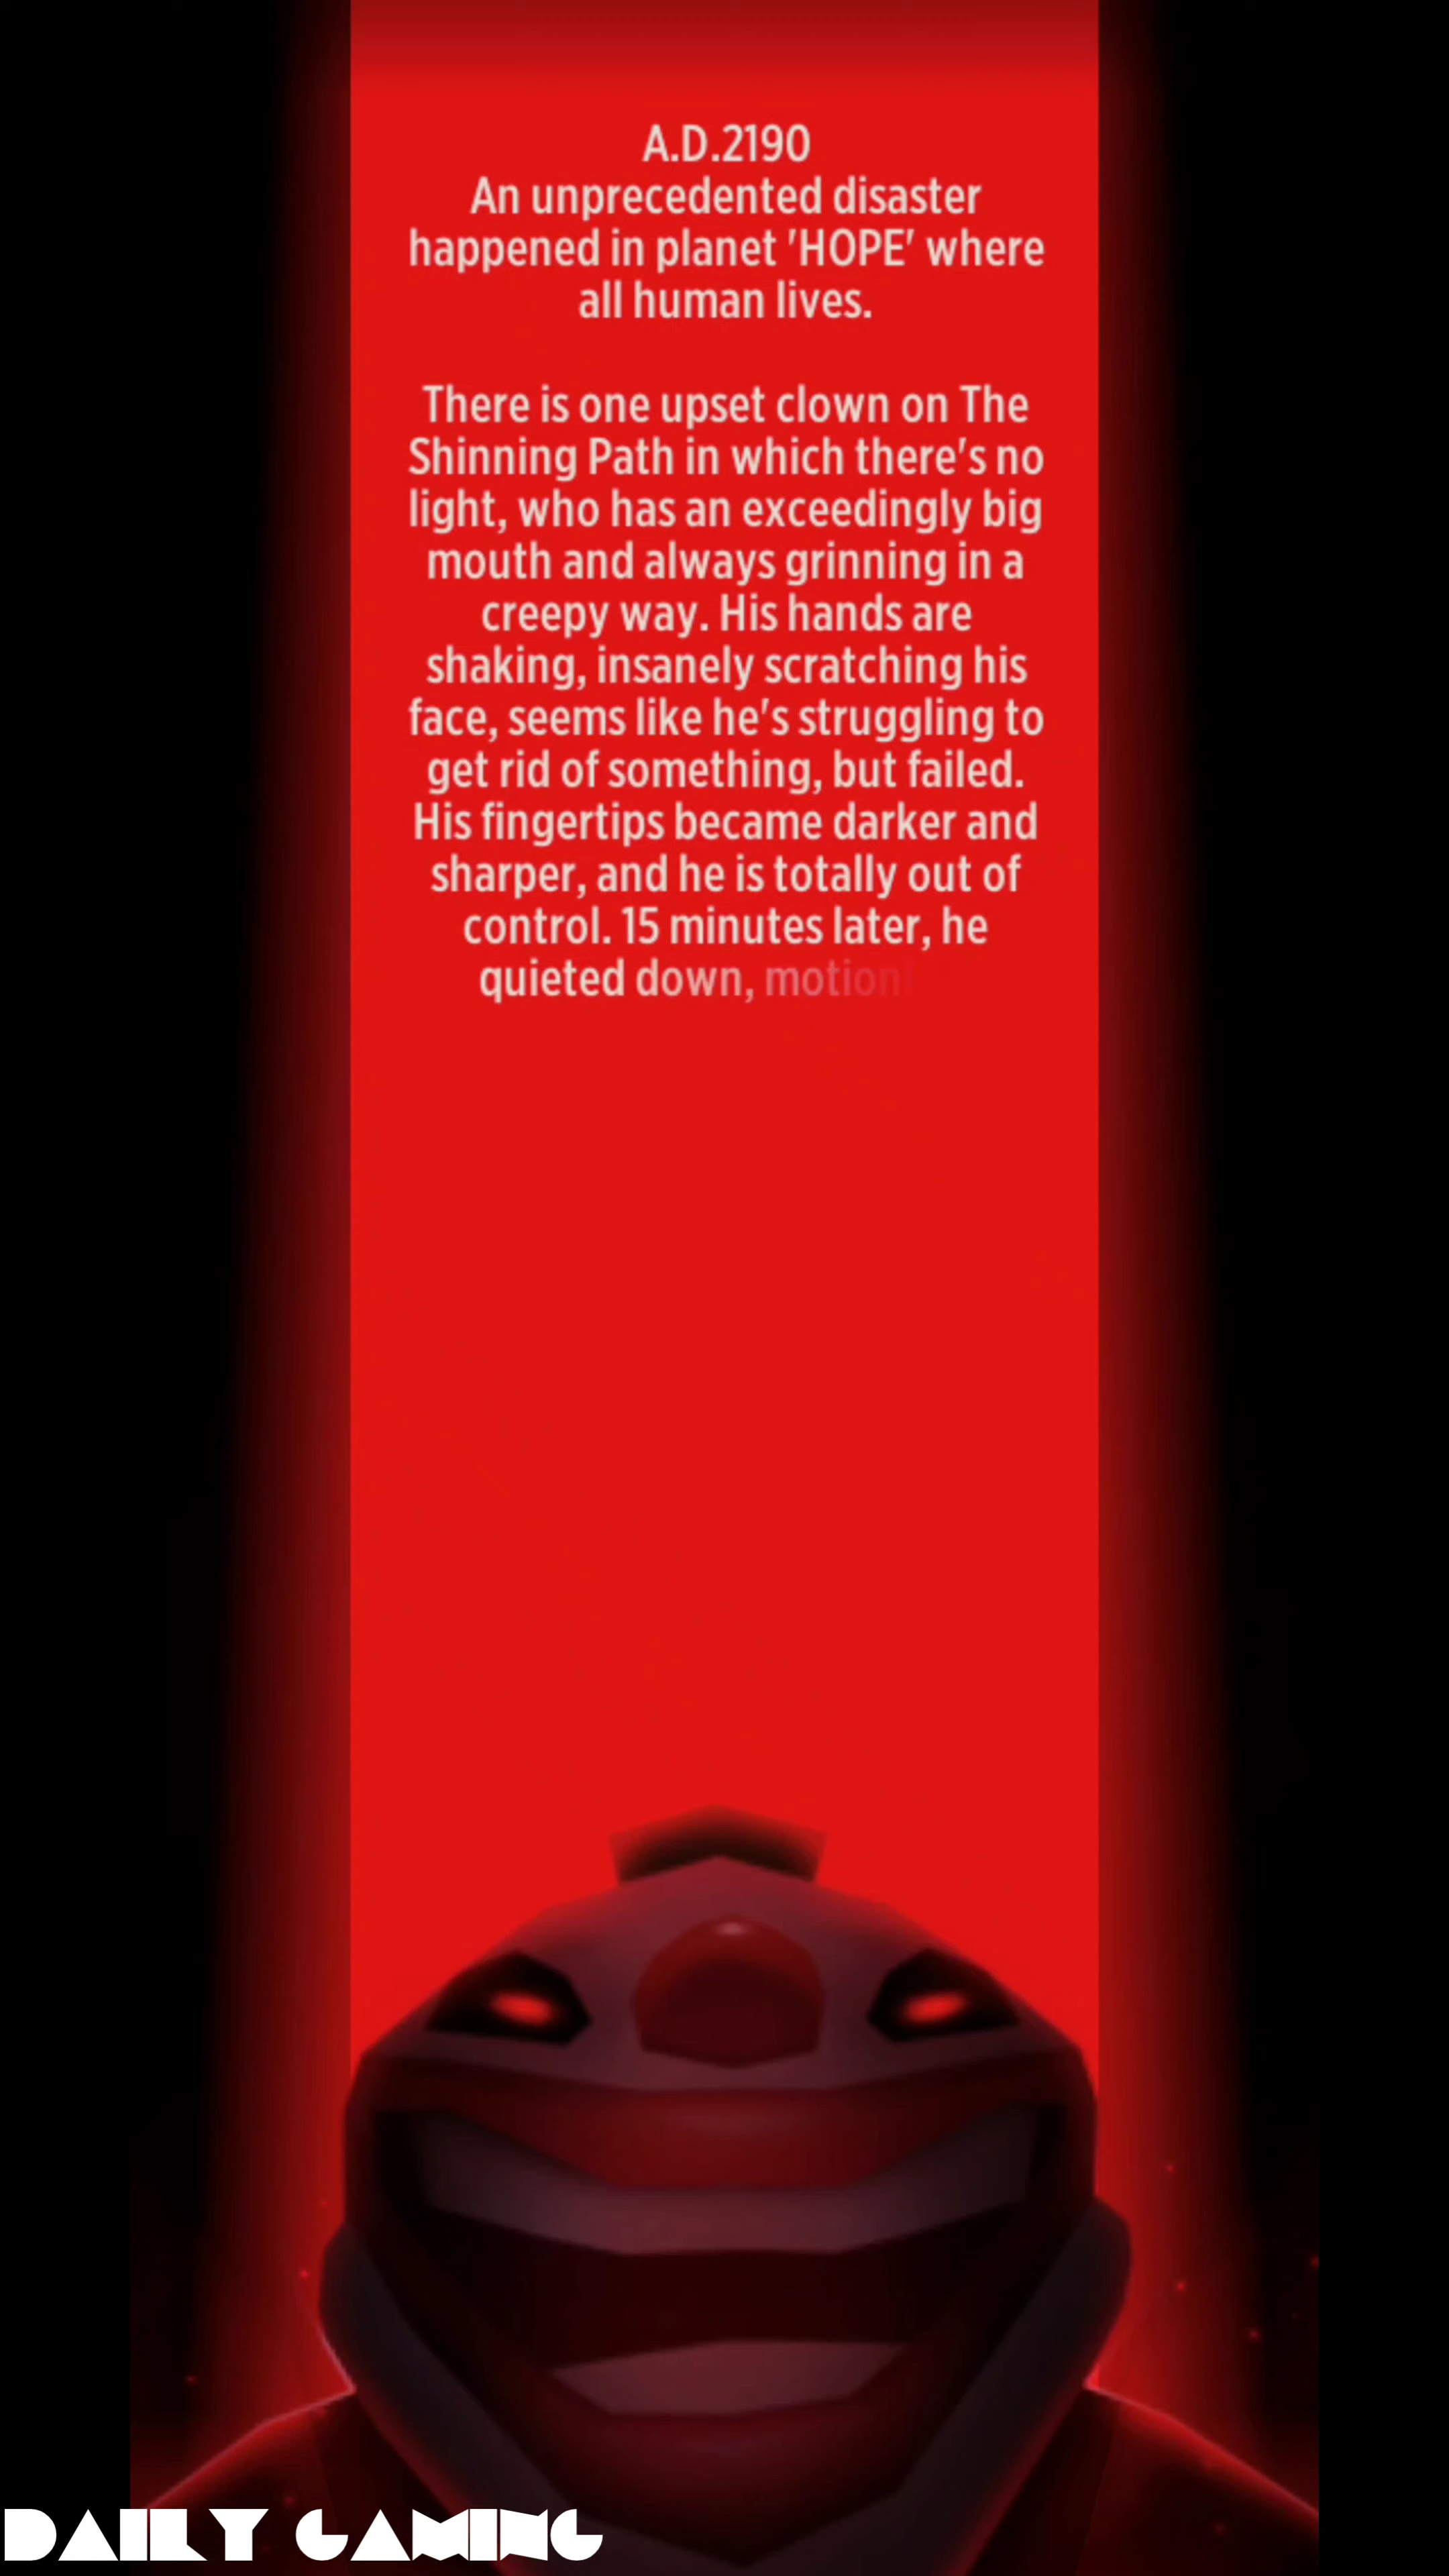 A.D.2190
An unprecedented disaster
happened in planet 'HOPE' where
all human lives.
There is one upset clown on The
Shinning Path in which there's no
light, who has an exceedingly big
mouth and always grinning in a
creepy way. His hands are
shaking, insanely scratching his
face, seems like he's struggling to
get rid of something, but failed.
His fingertips became darker and
sharper, and he is totally out of
control. 15 minutes later, he
quieted down, motion
DAILY GAMING